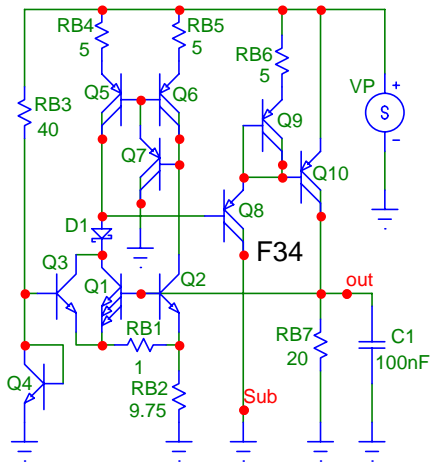 RB4
5
RB5
5
RB6
5
VP
+
S
-
RB3
40
Q5
Q6
Q9
Q7
Q10
Q8
D1
F34
Q3
Q1
Q2
out
RB1
1
RB7
20
C1
100nF
Q4
RB2
9.75
Sub